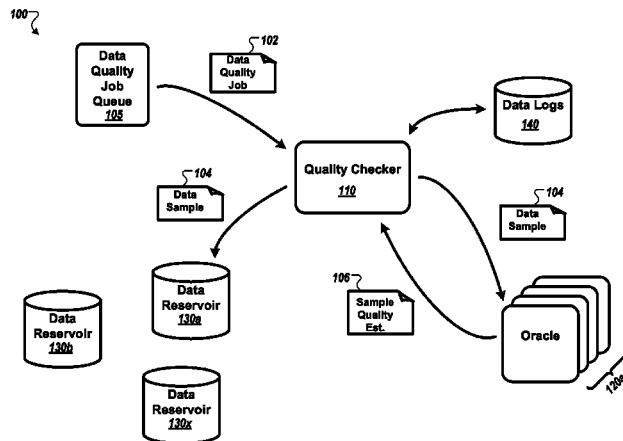 100
Data
Quality
Job
Queue
105
102
Data
Quality
Job
Data Logs
140
Quality Checker
110
104
Data
Sample
104
Data
Sample
Data
Reservoir
130a
Data
Reservoir
130b
106
Sample
Quality
Est.
Oracle
120a
Data
Reservoir
130x